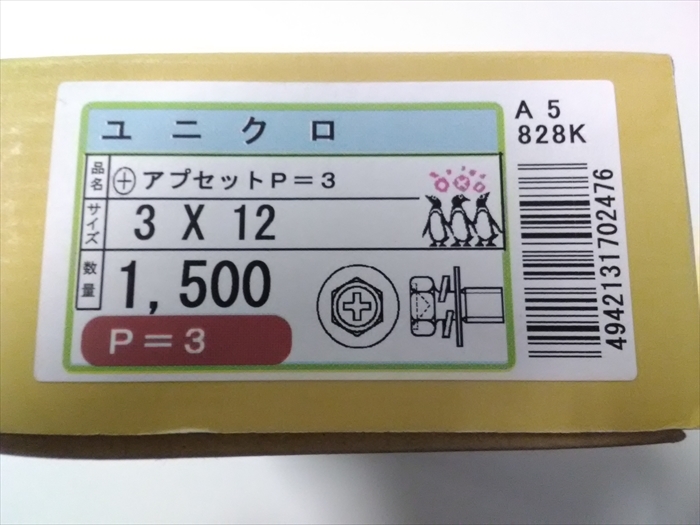 ユニクロ
品名 ⊕アプセットP=3
サイズ 3 X 12
数量 1,500
P=3
A 5
828K
4942131702476